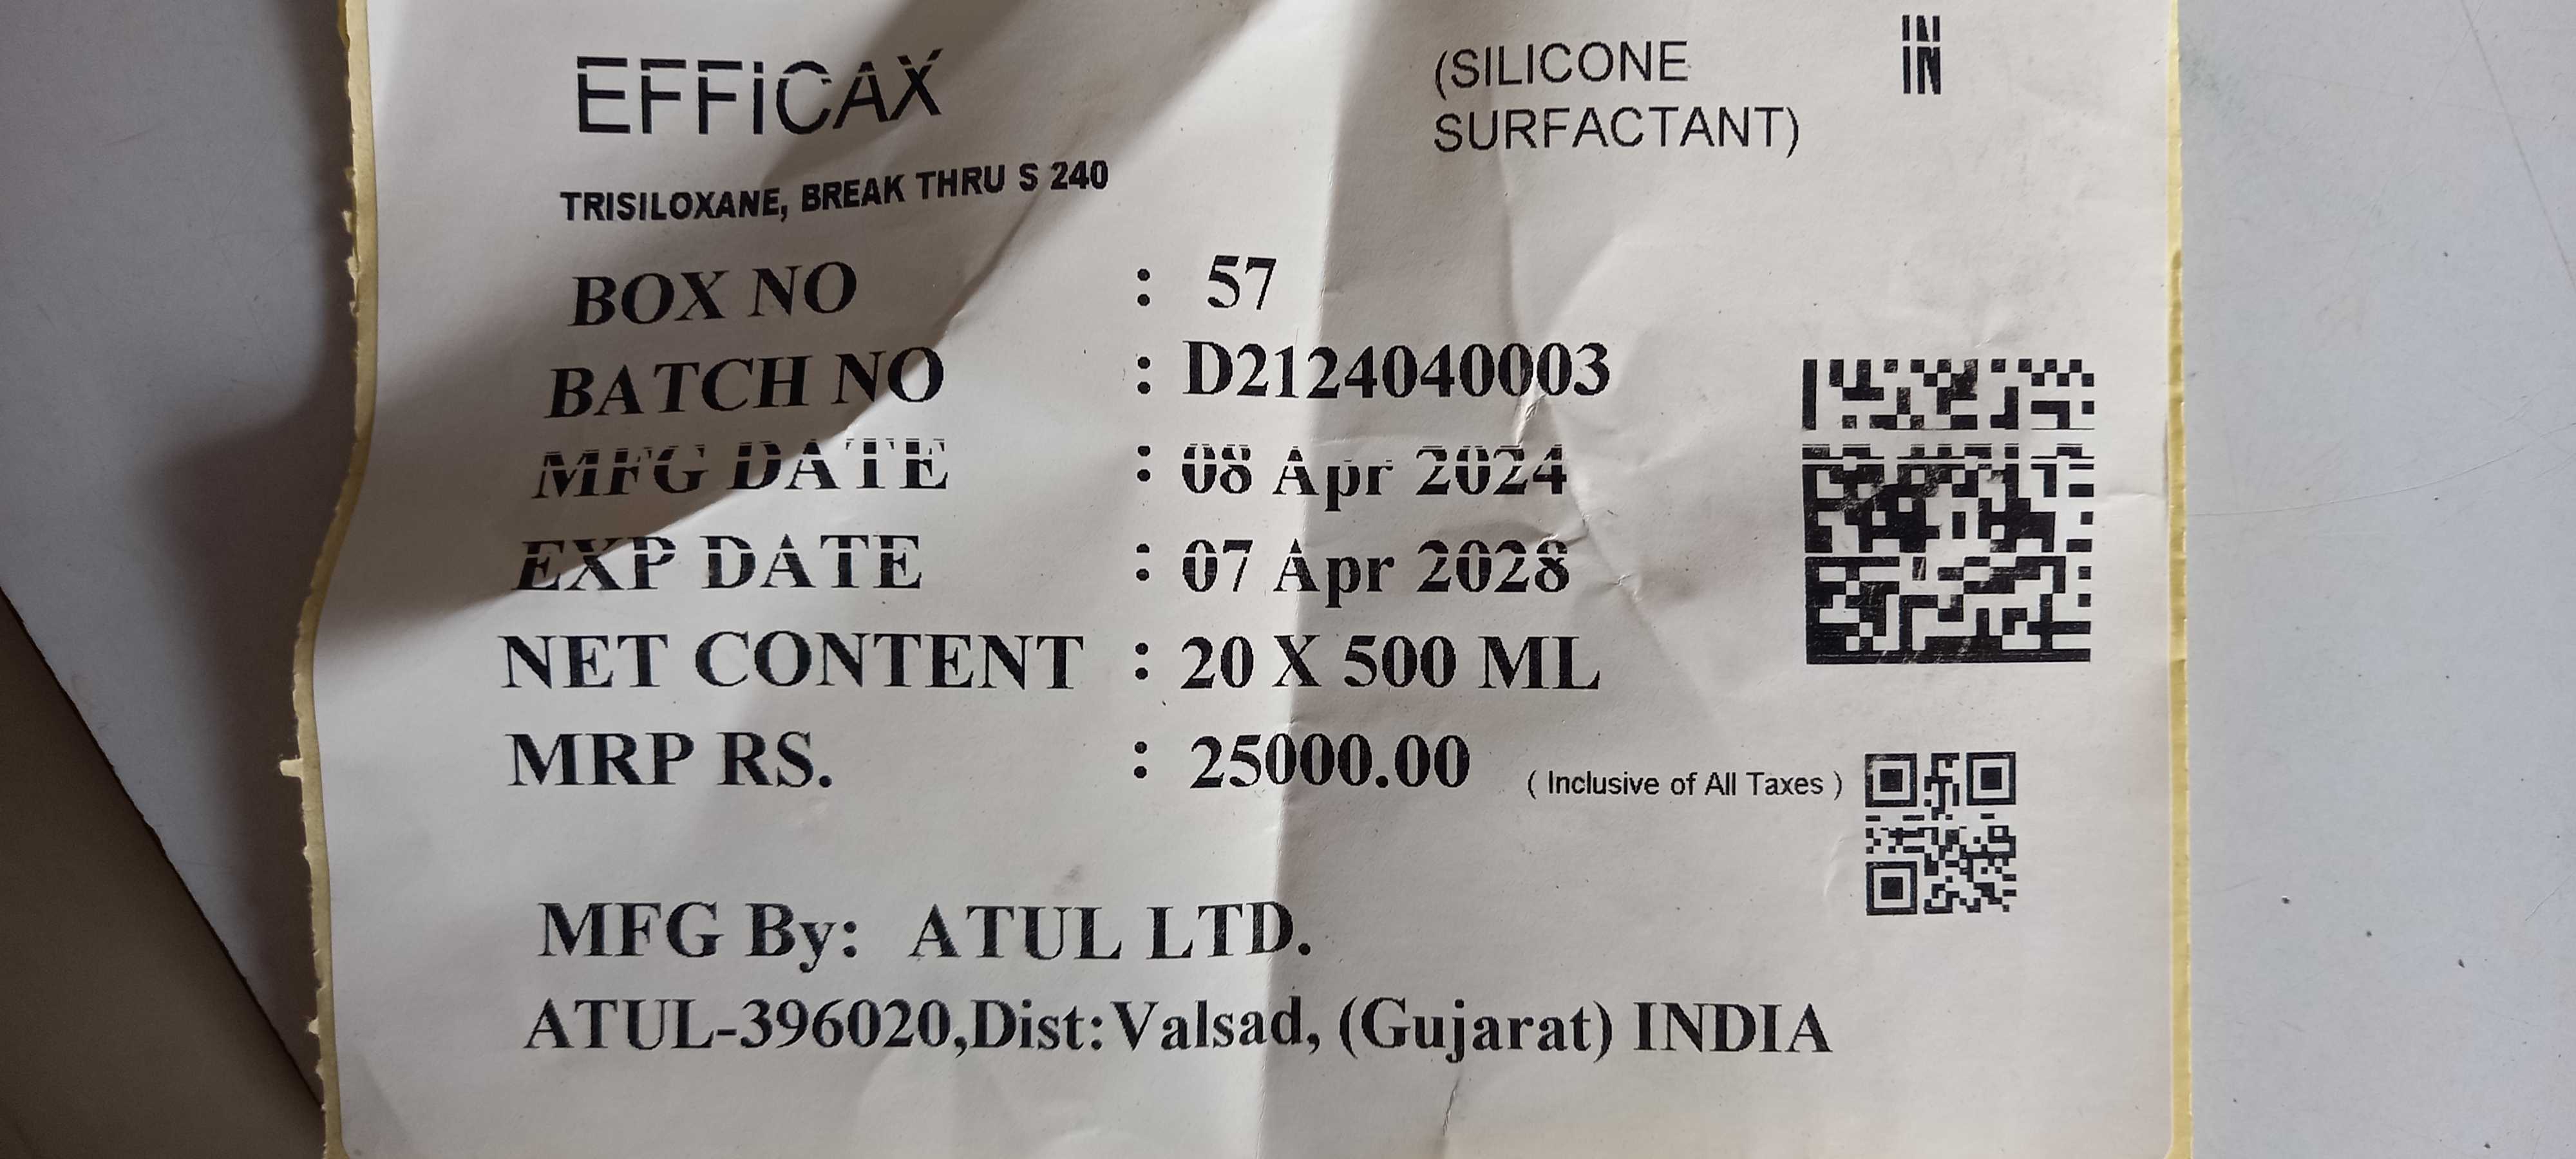 EFFICAX
(SILICONE
SURFACTANT)
IN
TRISILOXANE, BREAK THRU S 240
BOX NO : 57
BATCH NO : D2124040003
MFG DATE : 08 Apr 2024
EXP DATE : 07 Apr 2028
NET CONTENT : 20 X 500 ML
MRP RS. : 25000.00 ( Inclusive of All Taxes )
MFG By: ATUL LTD.
ATUL-396020,Dist:Valsad, (Gujarat) INDIA